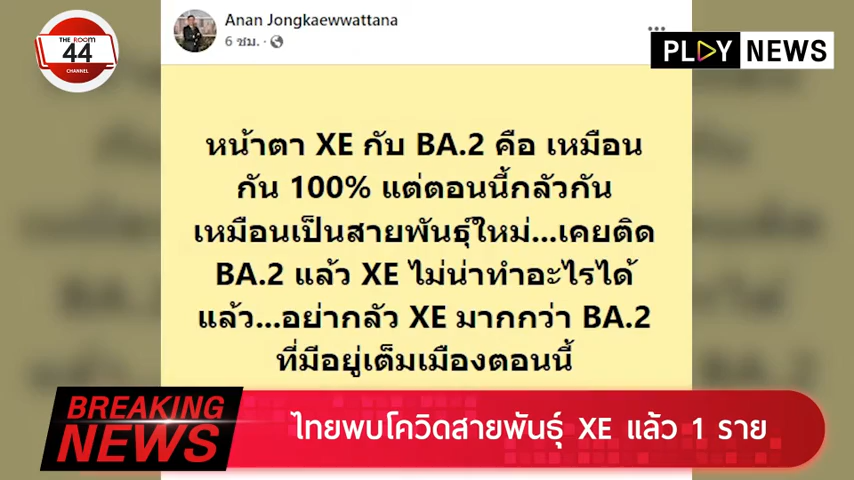 THE ROOM
44
CHANNEL
Anan Jongkaewwattana
6 ชม.
PLAY NEWS
หน้าตา XE กับ BA.2 คือ เหมือน
กัน 100% แต่ตอนนี้กลัวกัน
เหมือนเป็นสายพันธุ์ใหม่...เคยติด
BA.2 แล้ว XE ไม่น่าทำอะไรได้
แล้ว...อย่ากลัว XE มากกว่า BA.2
ที่มีอยู่เต็มเมืองตอนนี้
BREAKING
NEWS
ไทยพบโควิดสายพันธุ์ XE แล้ว 1 ราย